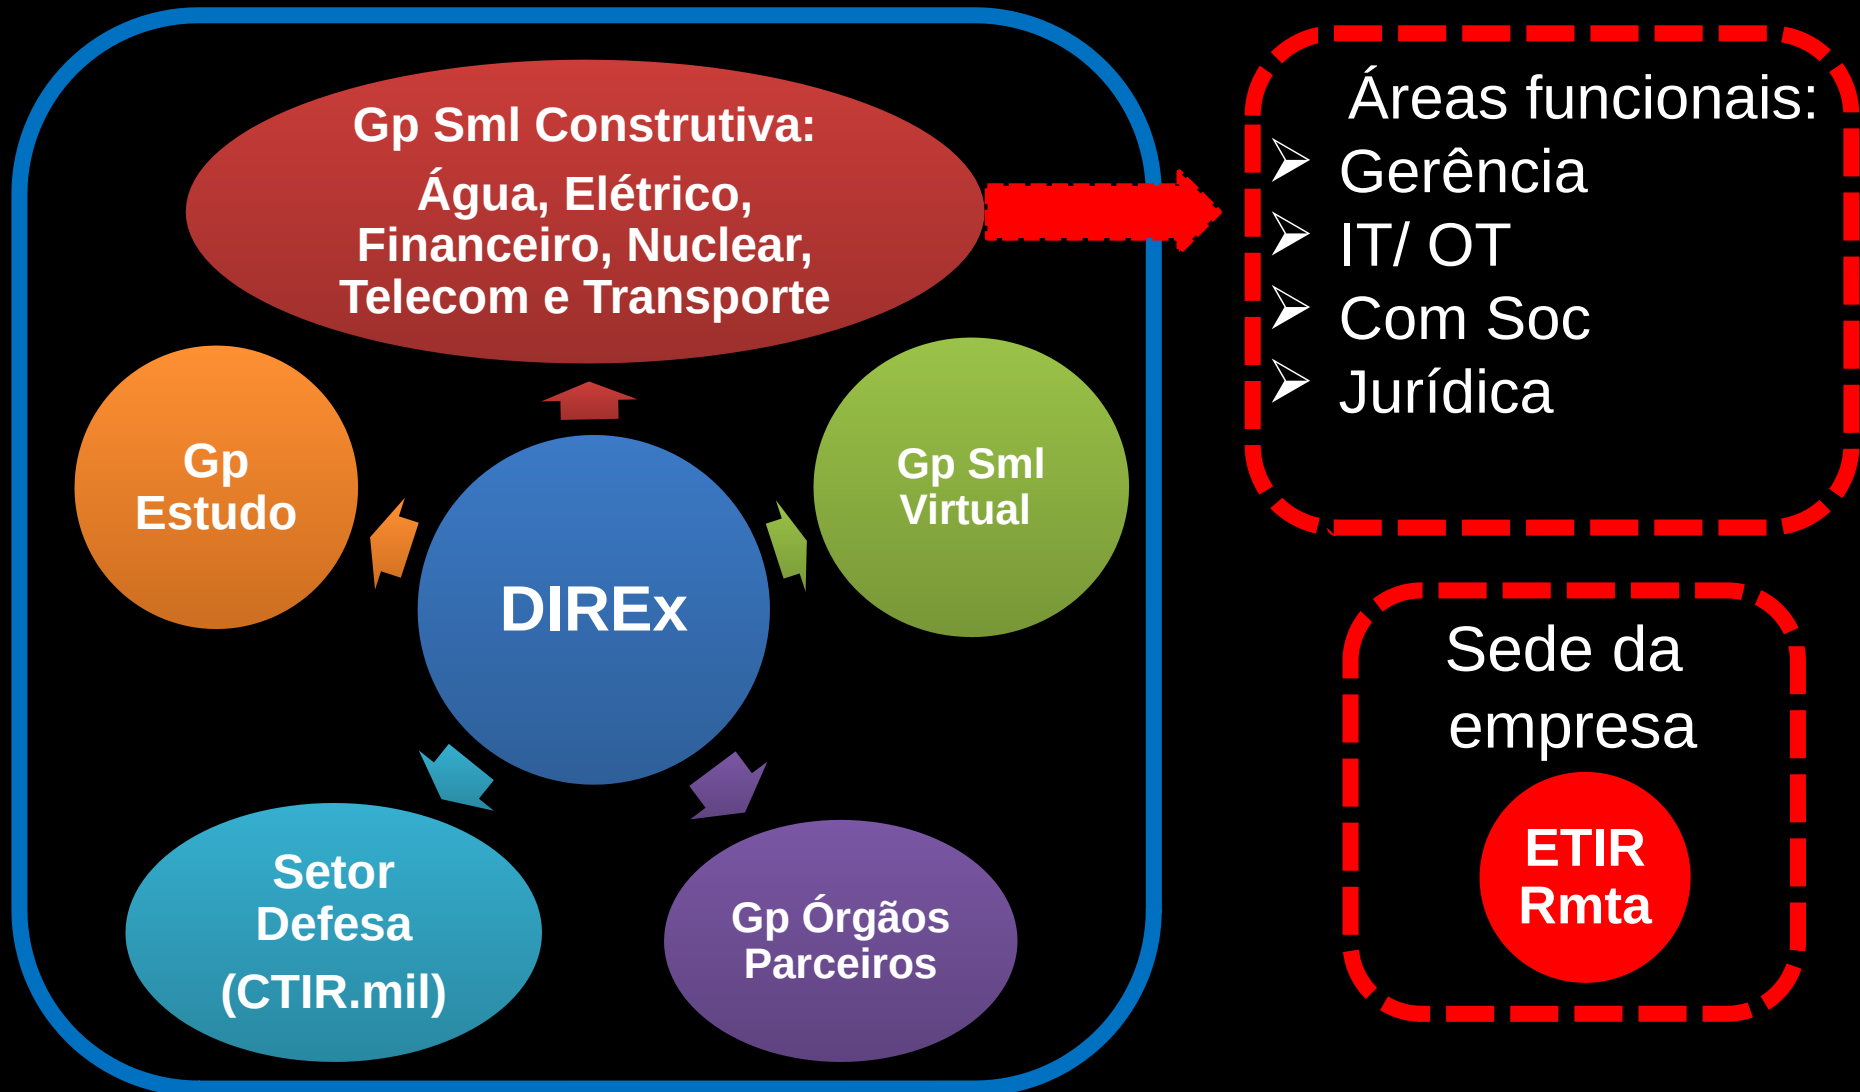 Gp Sml Construtiva:
Água, Elétrico,
Financeiro, Nuclear,
Telecom e Transporte
Gp
Estudo
Gp Sml
Virtual
DIREx
Setor
Defesa
(CTIR.mil)
Gp Órgãos
Parceiros
Áreas funcionais:
Gerência
IT/ OT
Com Soc
Jurídica
Sede da
empresa
ETIR
Rmta